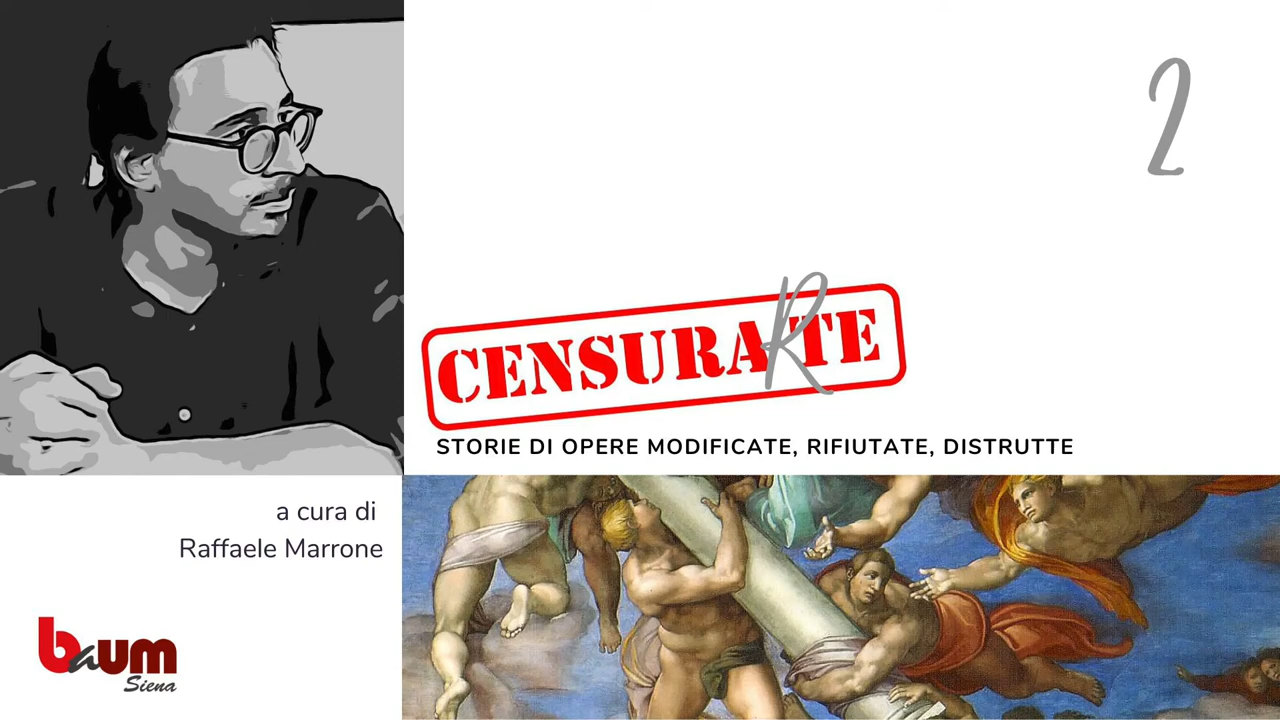 2
CENSURARTE
STORIE DI OPERE MODIFICATE, RIFIUTATE, DISTRUTTE
a cura di
Raffaele Marrone
baum
Siena